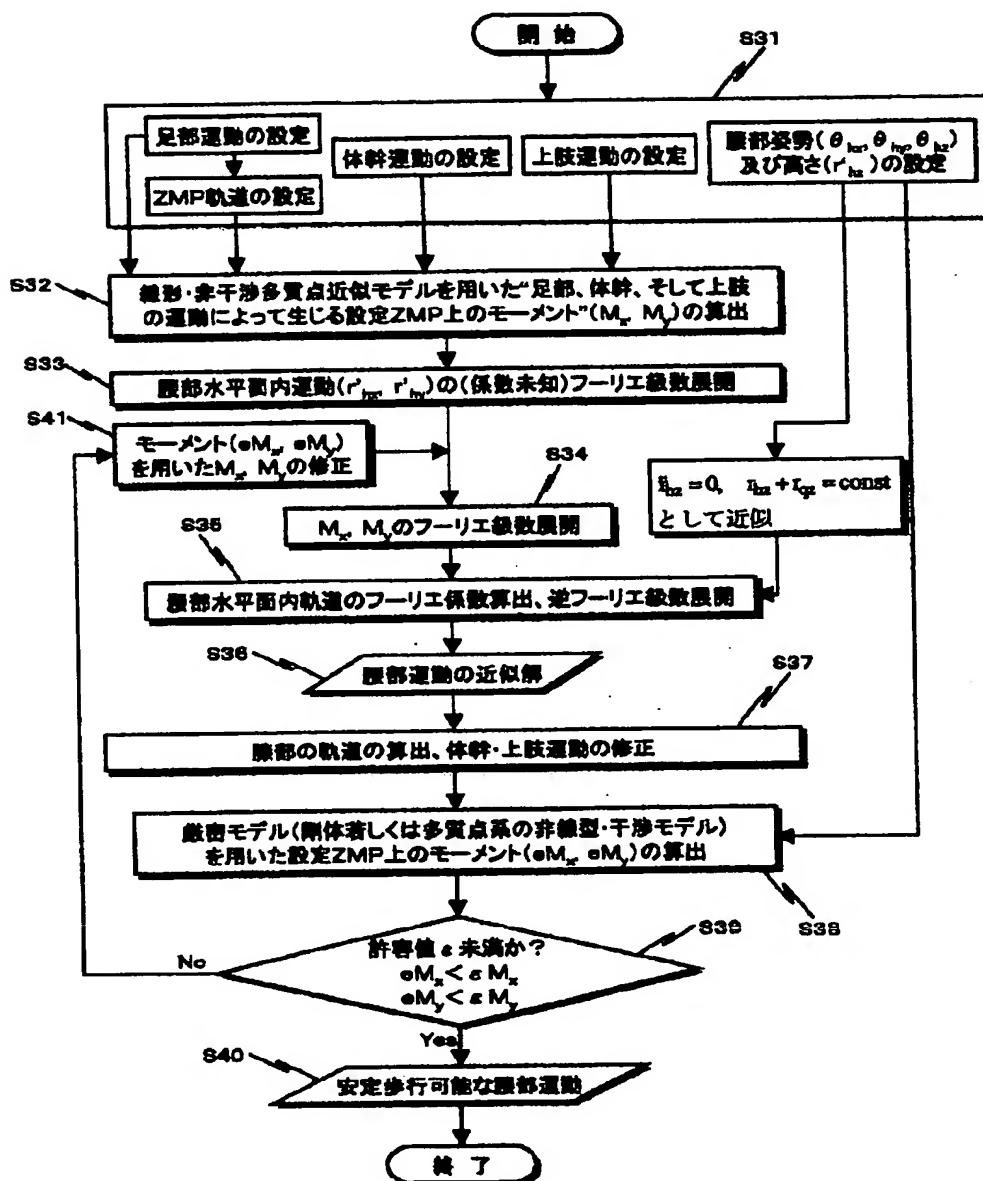 開始
S31
足部運動の設定
ZMP軌道の設定
体幹運動の設定
上肢運動の設定
腰部姿勢(θhx, θhy, θhz)
及び高さ(r'hz)の設定
S32
線形・非干渉多質点近似モデルを用いた“足部、体幹、そして上肢
の運動によって生じる設定ZMP上のモーメント”(Mx, My)の算出
S33
腰部水平面内運動(r'hx, r'hy)の(係数未知)フーリエ級数展開
S41
モーメント(eMx, eMy)
を用いたMx, Myの修正
S34
Mx, Myのフーリエ級数展開
r̈hz=0, rhz+rqz=const
として近似
S35
腰部水平面内軌道のフーリエ係数算出、逆フーリエ級数展開
S36
腰部運動の近似解
S37
腰部の軌道の算出、体幹・上肢運動の修正
厳密モデル(剛体若しくは多質点系の非線型・干渉モデル)
を用いた設定ZMP上のモーメント(eMx, eMy)の算出
S38
S39
許容値ε未満か?
eMx<εMx
eMy<εMy
No
Yes
S40
安定歩行可能な腰部運動
終了